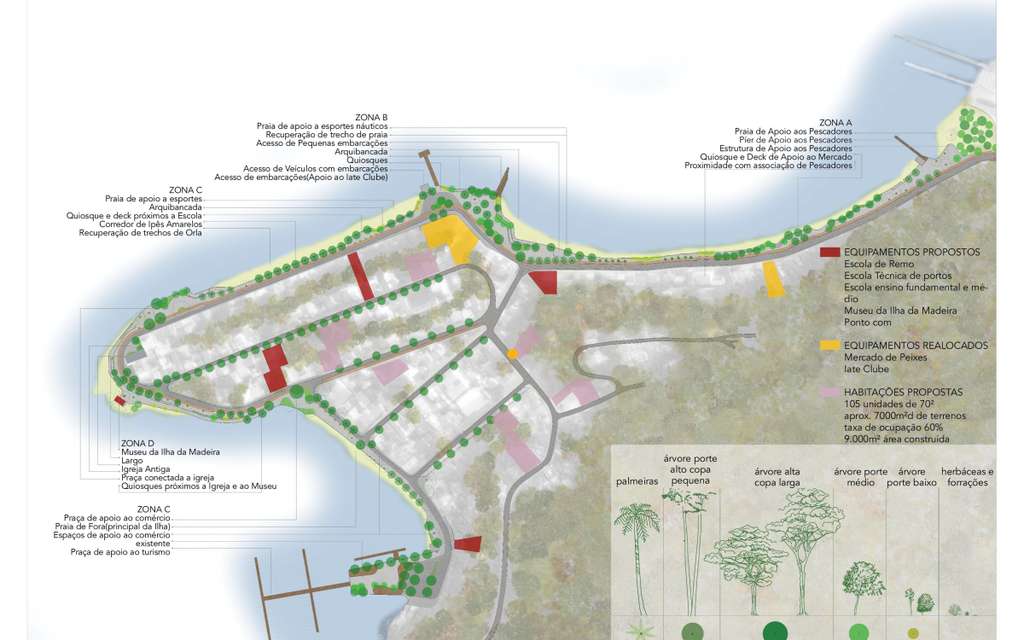 ZONA B
Praia de apoio a esportes náuticos
Recuperação de trecho de praia
Acesso de Pequenas embarcações
Arquibancada
Quiosques
Acesso de Veículos com embarcações
Acesso de embarcações(Apoio ao Iate Clube)
ZONA A
Praia de Apoio aos Pescadores
Píer de Apoio aos Pescadores
Estrutura de Apoio aos Pescadores
Quiosque e Deck de Apoio ao Mercado
Proximidade com associação de Pescadores
ZONA C
Praia de apoio a esportes
Arquibancada
Quiosque e deck próximos a Escola
Corredor de Ipês Amarelos
Recuperação de trechos de Orla
EQUIPAMENTOS PROPOSTOS
Escola de Remo
Escola Técnica de portos
Escola ensino fundamental e mé-
dio
Museu da Ilha da Madeira
Ponto com
EQUIPAMENTOS REALOCADOS
Mercado de Peixes
Iate Clube
HABITAÇÕES PROPOSTAS
105 unidades de 70²
aprox. 7000m²d de terrenos
taxa de ocupação 60%
9.000m² área construída
ZONA D
Museu da Ilha da Madeira
Largo
Igreja Antiga
Praça conectada a igreja
Quiosques próximos a Igreja e ao Museu
ZONA C
Praça de apoio ao comércio
Praia de Fora(principal da Ilha)
Espaços de apoio ao comércio
existente
Praça de apoio ao turismo
palmeiras
árvore porte
alto copa
pequena
árvore alta
copa larga
árvore porte
médio
árvore
porte baixo
herbáceas e
forrações